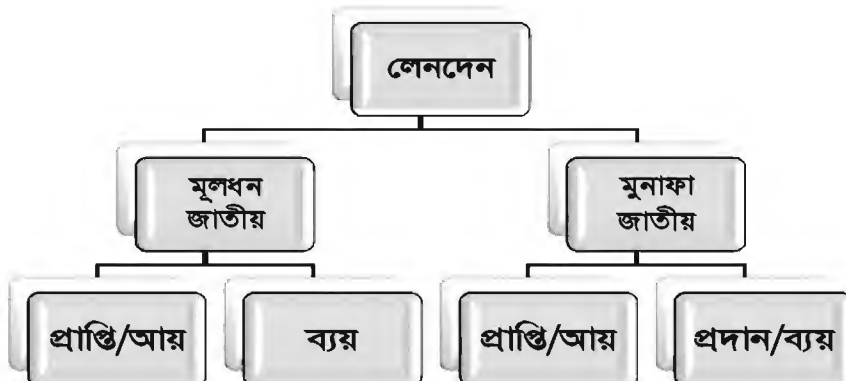 লেনদেন
মূলধন
জাতীয়
মুনাফা
জাতীয়
প্রাপ্তি/আয়
ব্যয়
প্রাপ্তি/আয়
প্রদান/ব্যয়